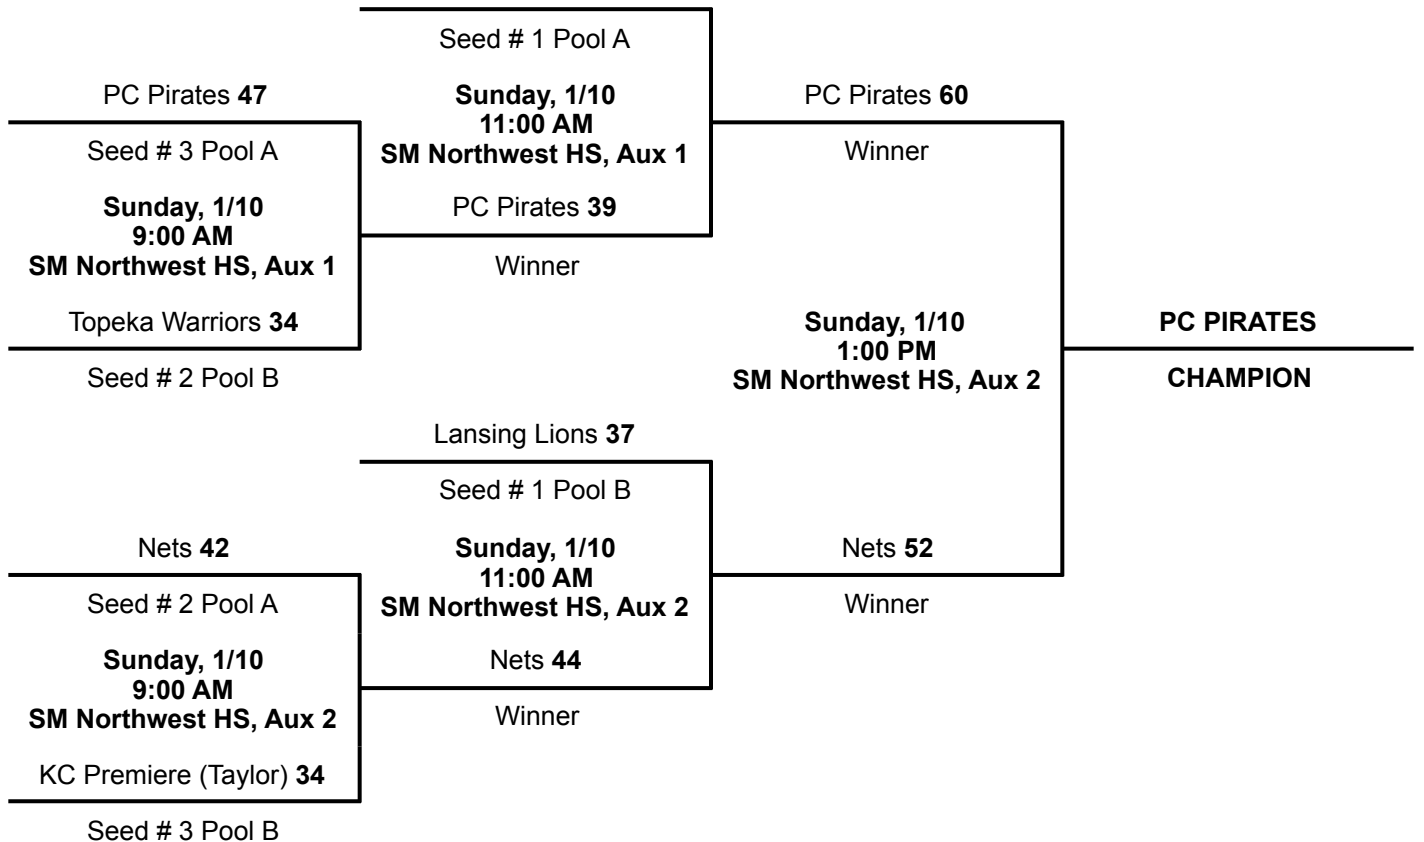 Seed # 1 Pool A
PC Pirates 47
Sunday, 1/10
11:00 AM
SM Northwest HS, Aux 1
PC Pirates 60
Seed # 3 Pool A
Winner
Sunday, 1/10
9:00 AM
SM Northwest HS, Aux 1
PC Pirates 39
Winner
Topeka Warriors 34
Seed # 2 Pool B
Sunday, 1/10
1:00 PM
SM Northwest HS, Aux 2
PC PIRATES
CHAMPION
Lansing Lions 37
Seed # 1 Pool B
Nets 42
Sunday, 1/10
11:00 AM
SM Northwest HS, Aux 2
Nets 52
Seed # 2 Pool A
Winner
Sunday, 1/10
9:00 AM
SM Northwest HS, Aux 2
Nets 44
Winner
KC Premiere (Taylor) 34
Seed # 3 Pool B